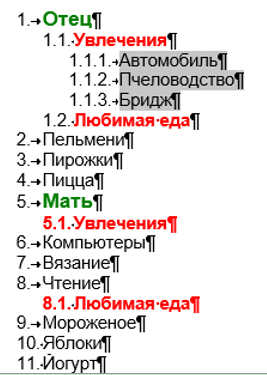 1. Отец¶
1.1. Увлечения¶
1.1.1. Автомобиль¶
1.1.2. Пчеловодство¶
1.1.3. Бридж¶
1.2. Любимая·еда¶
2. Пельмени¶
3. Пирожки¶
4. Пицца¶
5. Мать¶
5.1. Увлечения¶
6. Компьютеры¶
7. Вязание¶
8. Чтение¶
8.1. Любимая·еда¶
9. Мороженое¶
10. Яблоки¶
11. Йогурт¶